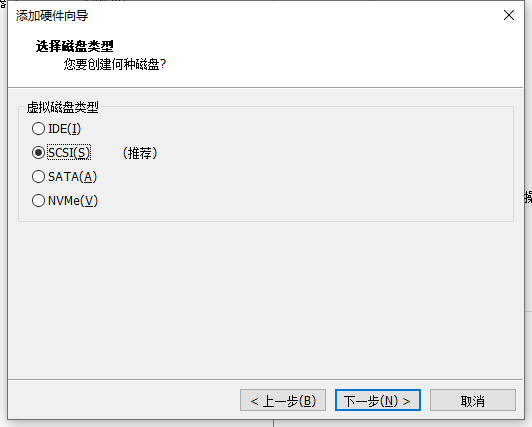 添加硬件向导
选择磁盘类型
您要创建何种磁盘?
虚拟磁盘类型
IDE(I)
SCSI(S) (推荐)
SATA(A)
NVMe(V)
< 上一步(B) 下一步(N) > 取消